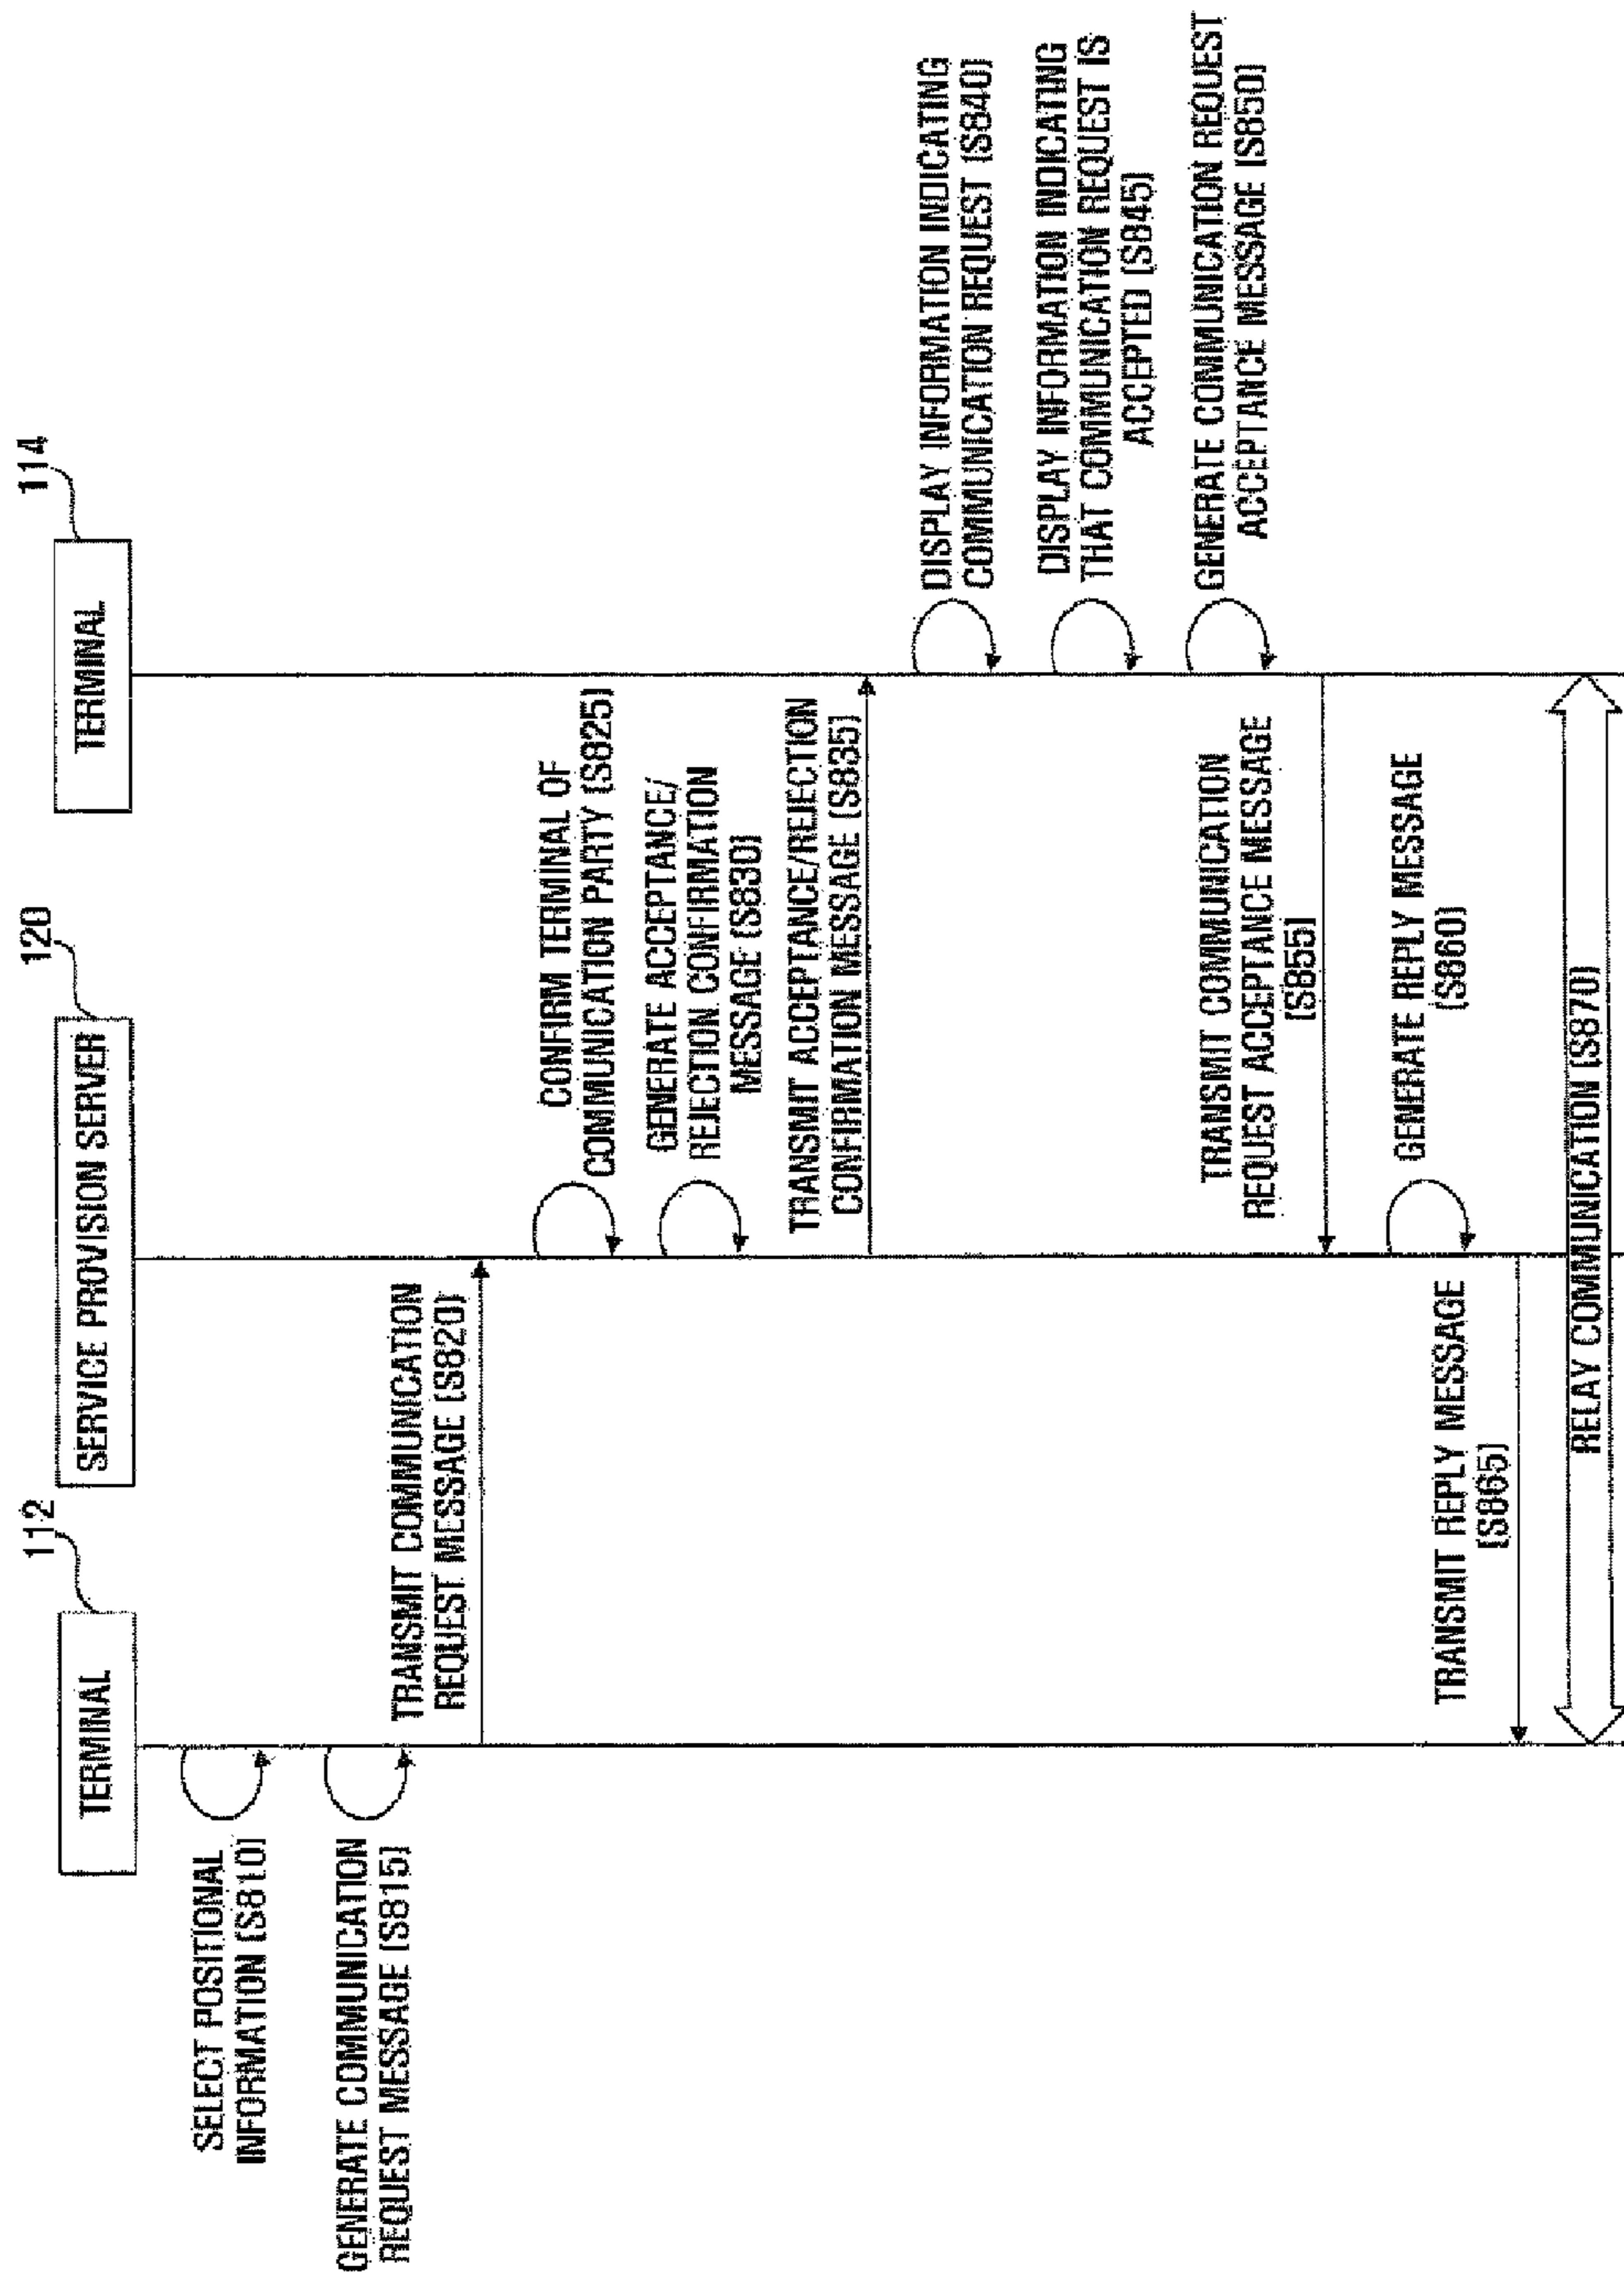 112
120
114
TERMINAL
SERVICE PROVISION SERVER
TERMINAL
SELECT POSITIONAL
INFORMATION (S810)
GENERATE COMMUNICATION
REQUEST MESSAGE (S815)
TRANSMIT COMMUNICATION
REQUEST MESSAGE (S820)
CONFIRM TERMINAL OF
COMMUNICATION PARTY (S825)
GENERATE ACCEPTANCE/
REJECTION CONFIRMATION
MESSAGE (S830)
TRANSMIT ACCEPTANCE/REJECTION
CONFIRMATION MESSAGE (S835)
DISPLAY INFORMATION INDICATING
COMMUNICATION REQUEST (S840)
DISPLAY INFORMATION INDICATING
THAT COMMUNICATION REQUEST IS
ACCEPTED (S845)
GENERATE COMMUNICATION REQUEST
ACCEPTANCE MESSAGE (S850)
TRANSMIT COMMUNICATION
REQUEST ACCEPTANCE MESSAGE
(S855)
GENERATE REPLY MESSAGE
(S860)
TRANSMIT REPLY MESSAGE
(S865)
RELAY COMMUNICATION (S870)